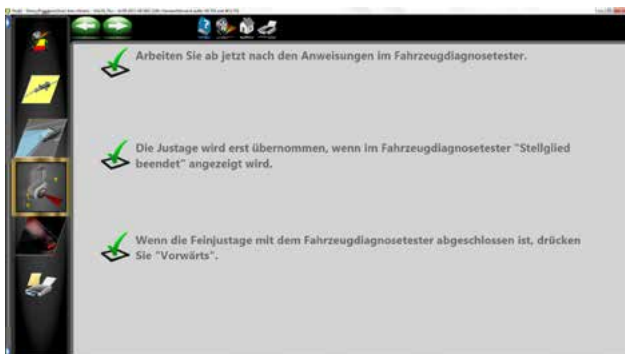 Arbeiten Sie ab jetzt nach den Anweisungen im Fahrzeugdiagnosetester.
Die Justage wird erst übernommen, wenn im Fahrzeugdiagnosetester "Stellglied
beendet" angezeigt wird.
Wenn die Feinjustage mit dem Fahrzeugdiagnosetester abgeschlossen ist, drücken
Sie "Vorwärts".